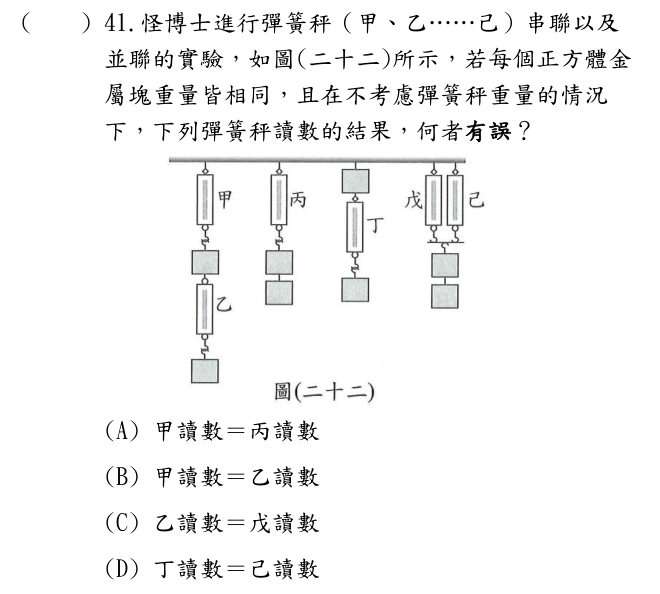 （　　）41.怪博士進行彈簧秤（甲、乙……己）串聯以及
並聯的實驗，如圖(二十二)所示，若每個正方體金
屬塊重量皆相同，且在不考慮彈簧秤重量的情況
下，下列彈簧秤讀數的結果，何者有誤？
甲 丙 丁 戊 己
乙
圖(二十二)
(A) 甲讀數＝丙讀數
(B) 甲讀數＝乙讀數
(C) 乙讀數＝戊讀數
(D) 丁讀數＝己讀數